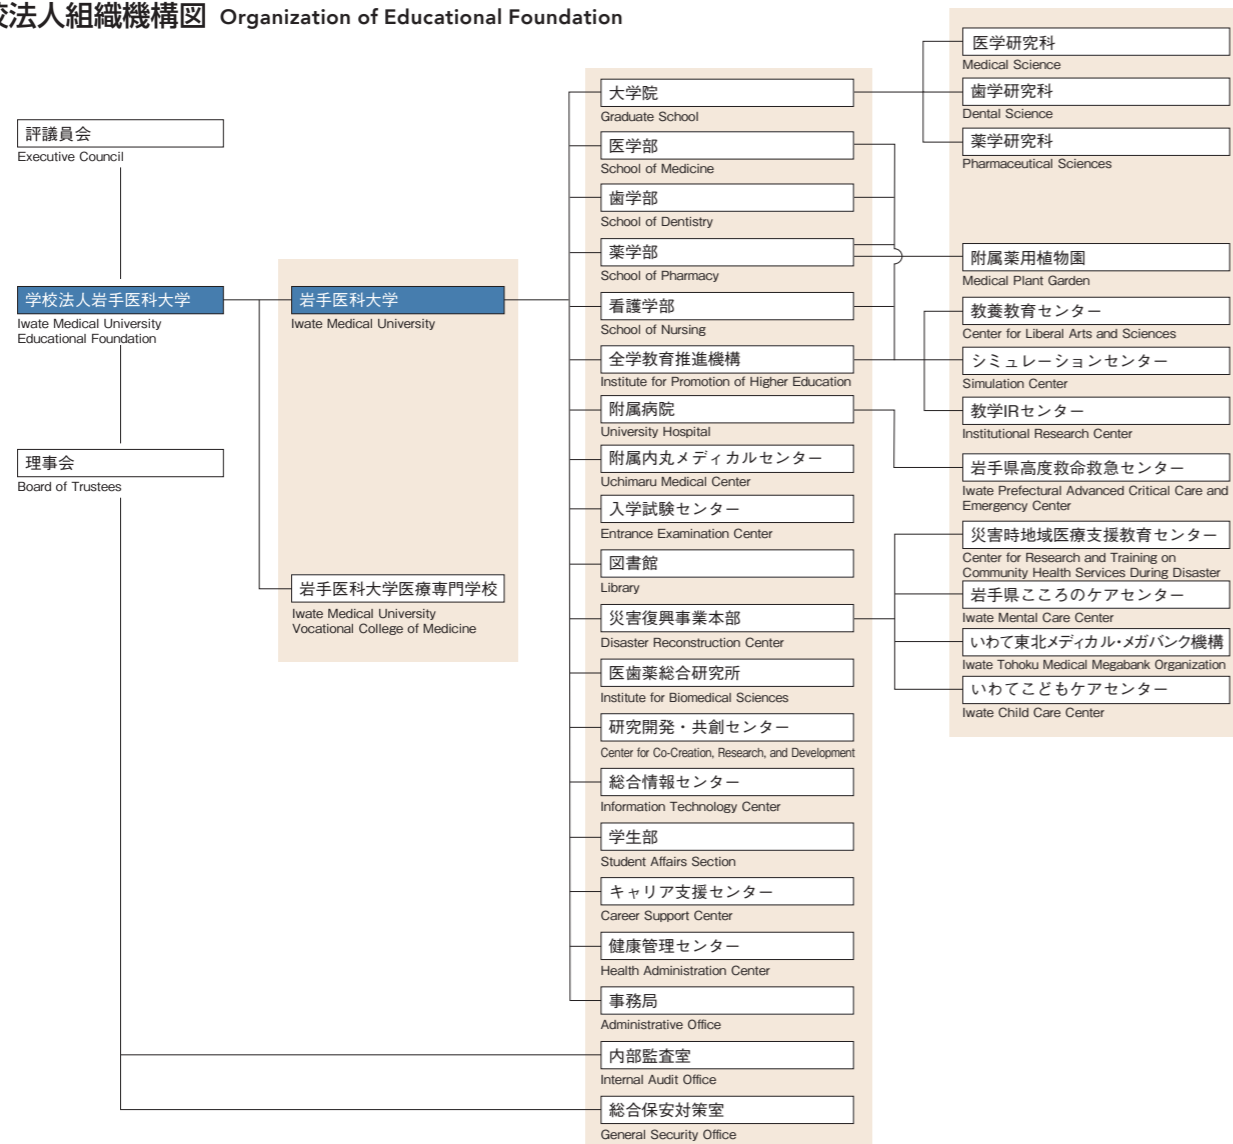 校法人組織機構図 Organization of Educational Foundation
評議員会
Executive Council
学校法人岩手医科大学
Iwate Medical University
Educational Foundation
理事会
Board of Trustees
岩手医科大学
Iwate Medical University
岩手医科大学医療専門学校
Iwate Medical University
Vocational College of Medicine
大学院
Graduate School
医学部
School of Medicine
歯学部
School of Dentistry
薬学部
School of Pharmacy
看護学部
School of Nursing
全学教育推進機構
Institute for Promotion of Higher Education
附属病院
University Hospital
附属内丸メディカルセンター
Uchimaru Medical Center
入学試験センター
Entrance Examination Center
図書館
Library
災害復興事業本部
Disaster Reconstruction Center
医歯薬総合研究所
Institute for Biomedical Sciences
研究開発・共創センター
Center for Co-Creation, Research, and Development
総合情報センター
Information Technology Center
学生部
Student Affairs Section
キャリア支援センター
Career Support Center
健康管理センター
Health Administration Center
事務局
Administrative Office
内部監査室
Internal Audit Office
総合保安対策室
General Security Office
医学研究科
Medical Science
歯学研究科
Dental Science
薬学研究科
Pharmaceutical Sciences
附属薬用植物園
Medical Plant Garden
教養教育センター
Center for Liberal Arts and Sciences
シミュレーションセンター
Simulation Center
教学IRセンター
Institutional Research Center
岩手県高度救命救急センター
Iwate Prefectural Advanced Critical Care and
Emergency Center
災害時地域医療支援教育センター
Center for Research and Training on
Community Health Services During Disaster
岩手県こころのケアセンター
Iwate Mental Care Center
いわて東北メディカル・メガバンク機構
Iwate Tohoku Medical Megabank Organization
いわてこどもケアセンター
Iwate Child Care Center